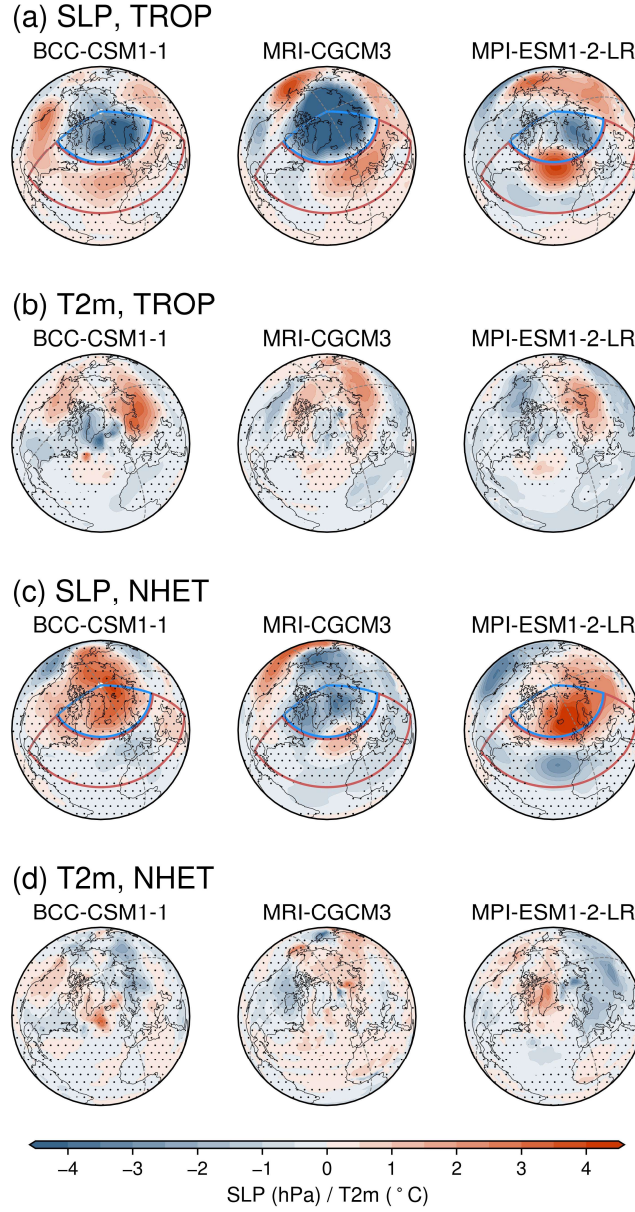 (a) SLP, TROP
BCC-CSM1-1 MRI-CGCM3 MPI-ESM1-2-LR
(b) T2m, TROP
BCC-CSM1-1 MRI-CGCM3 MPI-ESM1-2-LR
(c) SLP, NHET
BCC-CSM1-1 MRI-CGCM3 MPI-ESM1-2-LR
(d) T2m, NHET
BCC-CSM1-1 MRI-CGCM3 MPI-ESM1-2-LR
−4 −3 −2 −1 0 1 2 3 4
SLP (hPa) / T2m (°C)